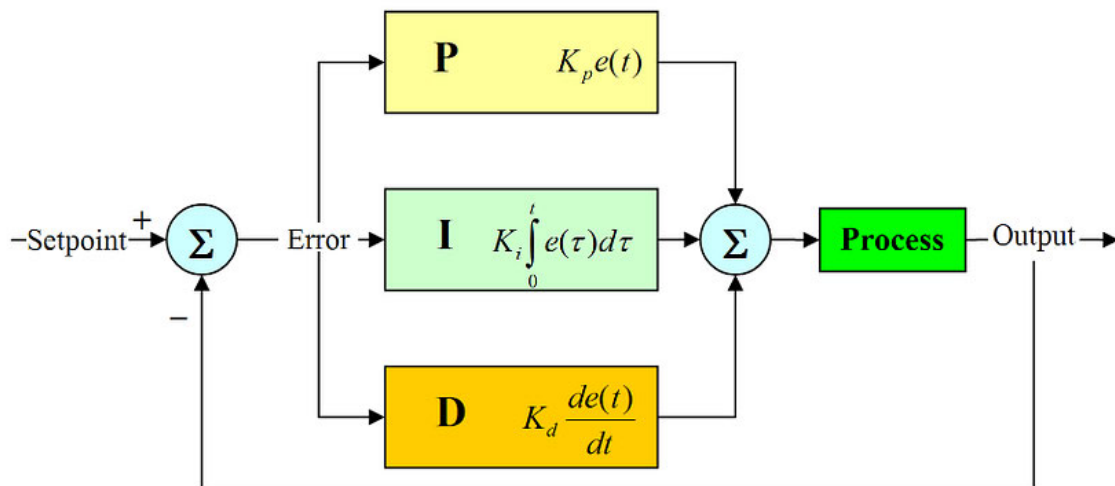 P K_p e(t)
+
–Setpoint
Σ
Error
I K_i ∫_0^t e(τ)dτ
Σ
Process
Output
−
D K_d de(t)/dt